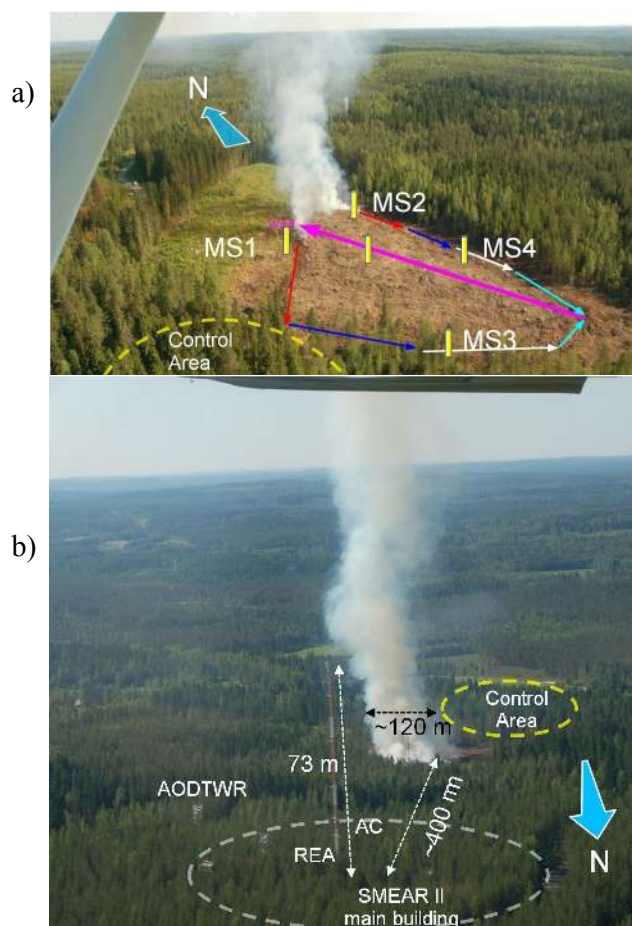 a)
N
MS2
MS1
MS4
Control
Area
MS3
b)
Control
Area
~120 m
73 m
AODTWR
~400 m
AC
N
REA
SMEAR II
main building